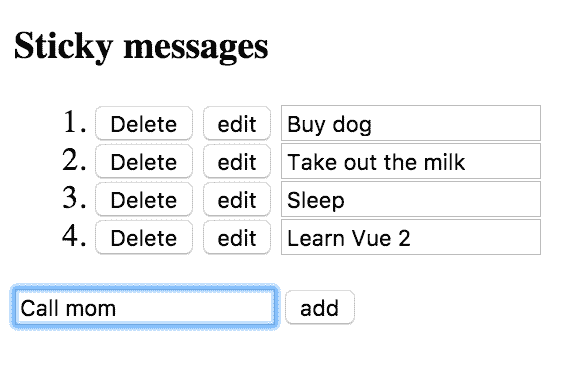 Sticky messages
1. Delete edit Buy dog
2. Delete edit Take out the milk
3. Delete edit Sleep
4. Delete edit Learn Vue 2
Call mom add